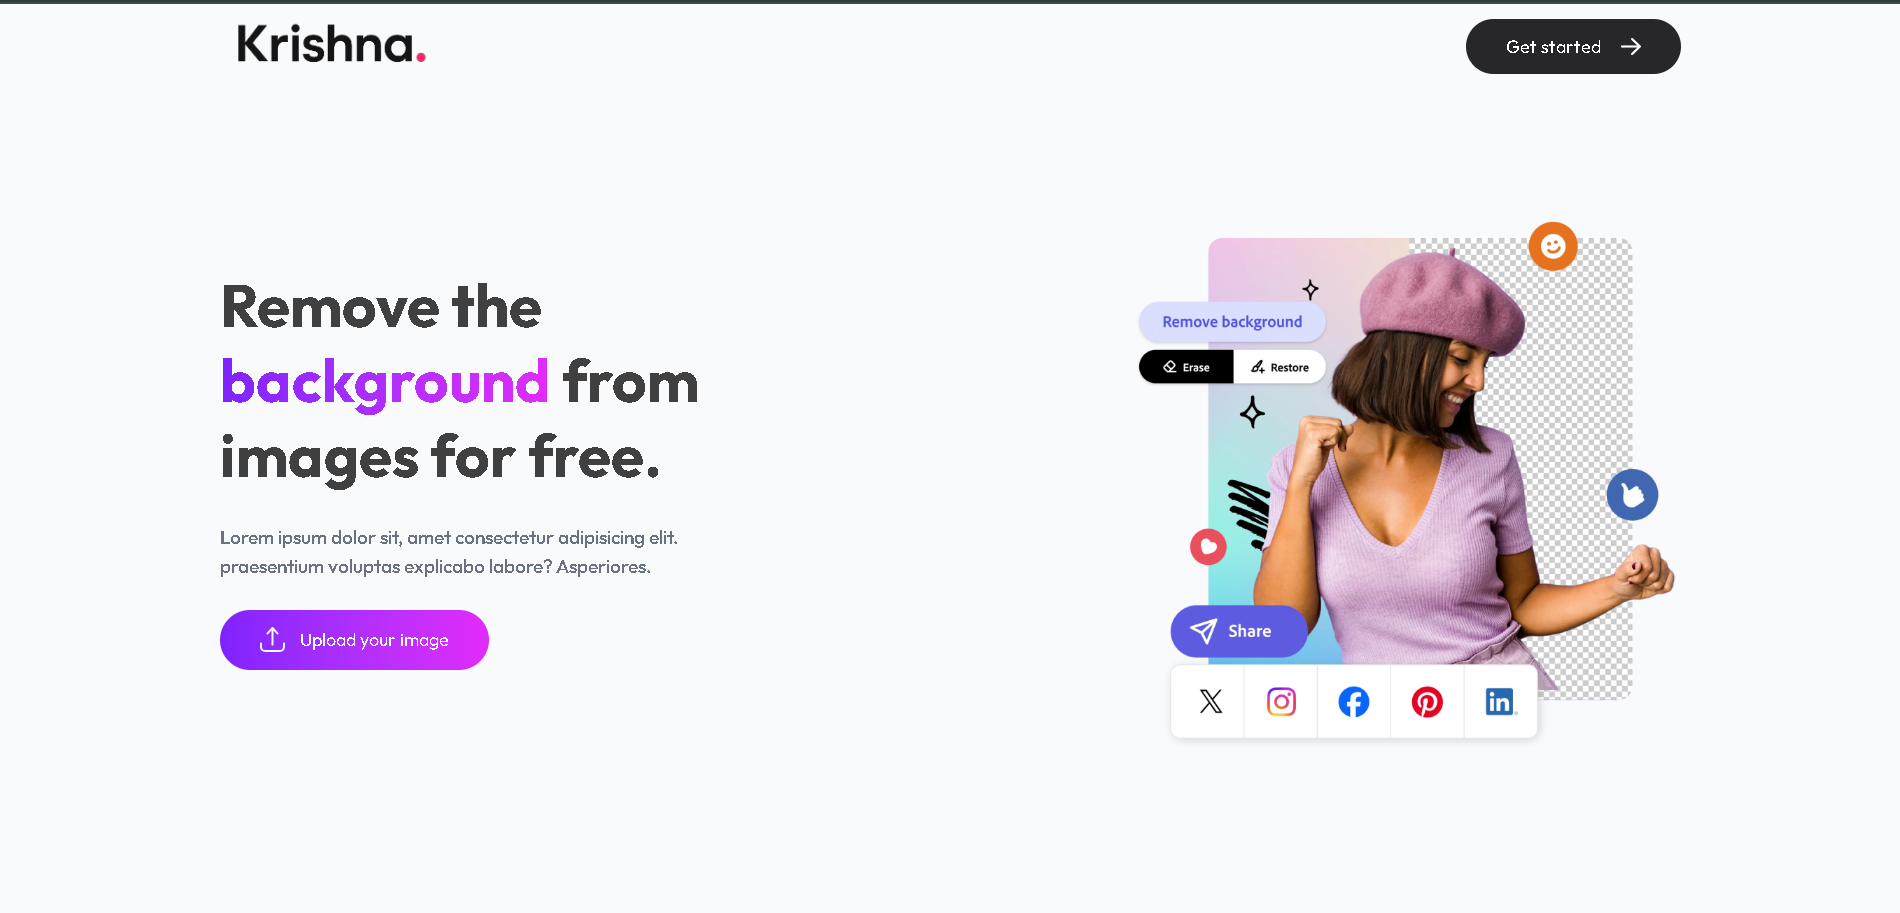 Krishna.
Get started
Remove the
background from
images for free.
Lorem ipsum dolor sit, amet consectetur adipisicing elit.
praesentium voluptas explicabo labore? Asperiores.
Upload your image
Remove background
Erase
Restore
Share